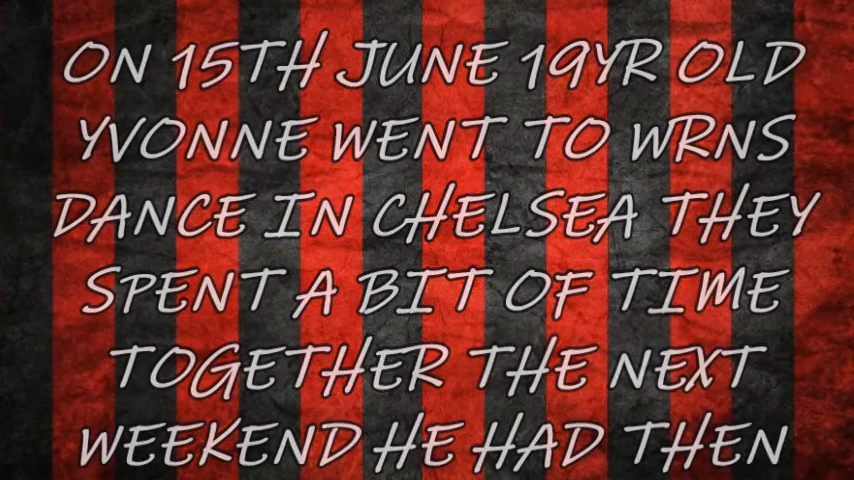 ON 15TH JUNE 19YR OLD
YVONNE WENT TO WRNS
DANCE IN CHELSEA THEY
SPENT A BIT OF TIME
TOGETHER THE NEXT
WEEKEND HE HAD THEN